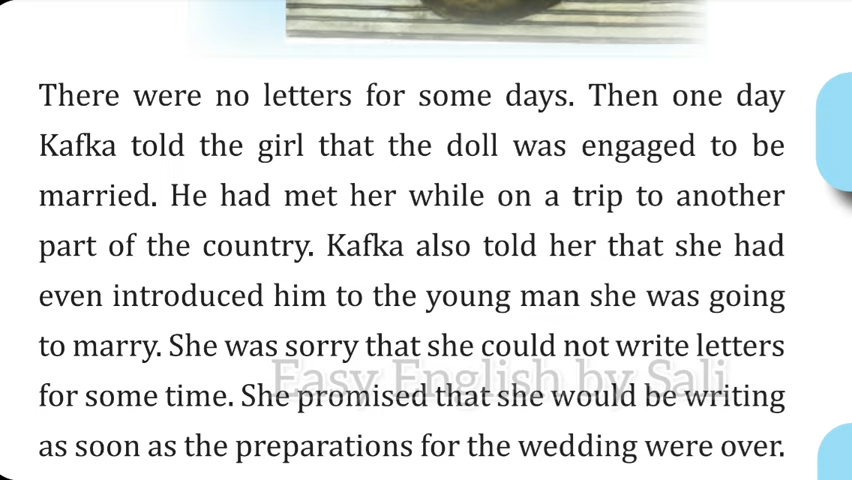 There were no letters for some days. Then one day
Kafka told the girl that the doll was engaged to be
married. He had met her while on a trip to another
part of the country. Kafka also told her that she had
even introduced him to the young man she was going
to marry. She was sorry that she could not write letters
Easy English by Sali
for some time. She promised that she would be writing
as soon as the preparations for the wedding were over.